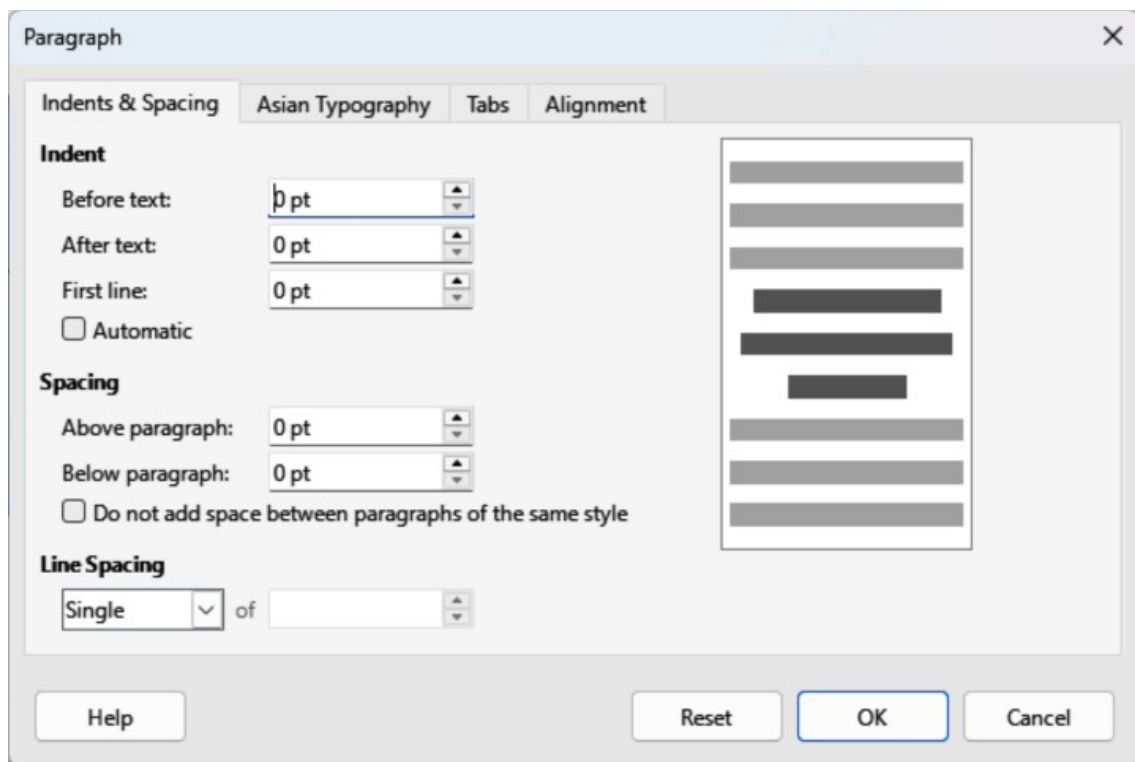 Paragraph
Indents & Spacing Asian Typography Tabs Alignment
Indent
Before text: 0 pt
After text: 0 pt
First line: 0 pt
Automatic
Spacing
Above paragraph: 0 pt
Below paragraph: 0 pt
Do not add space between paragraphs of the same style
Line Spacing
Single of
Help Reset OK Cancel